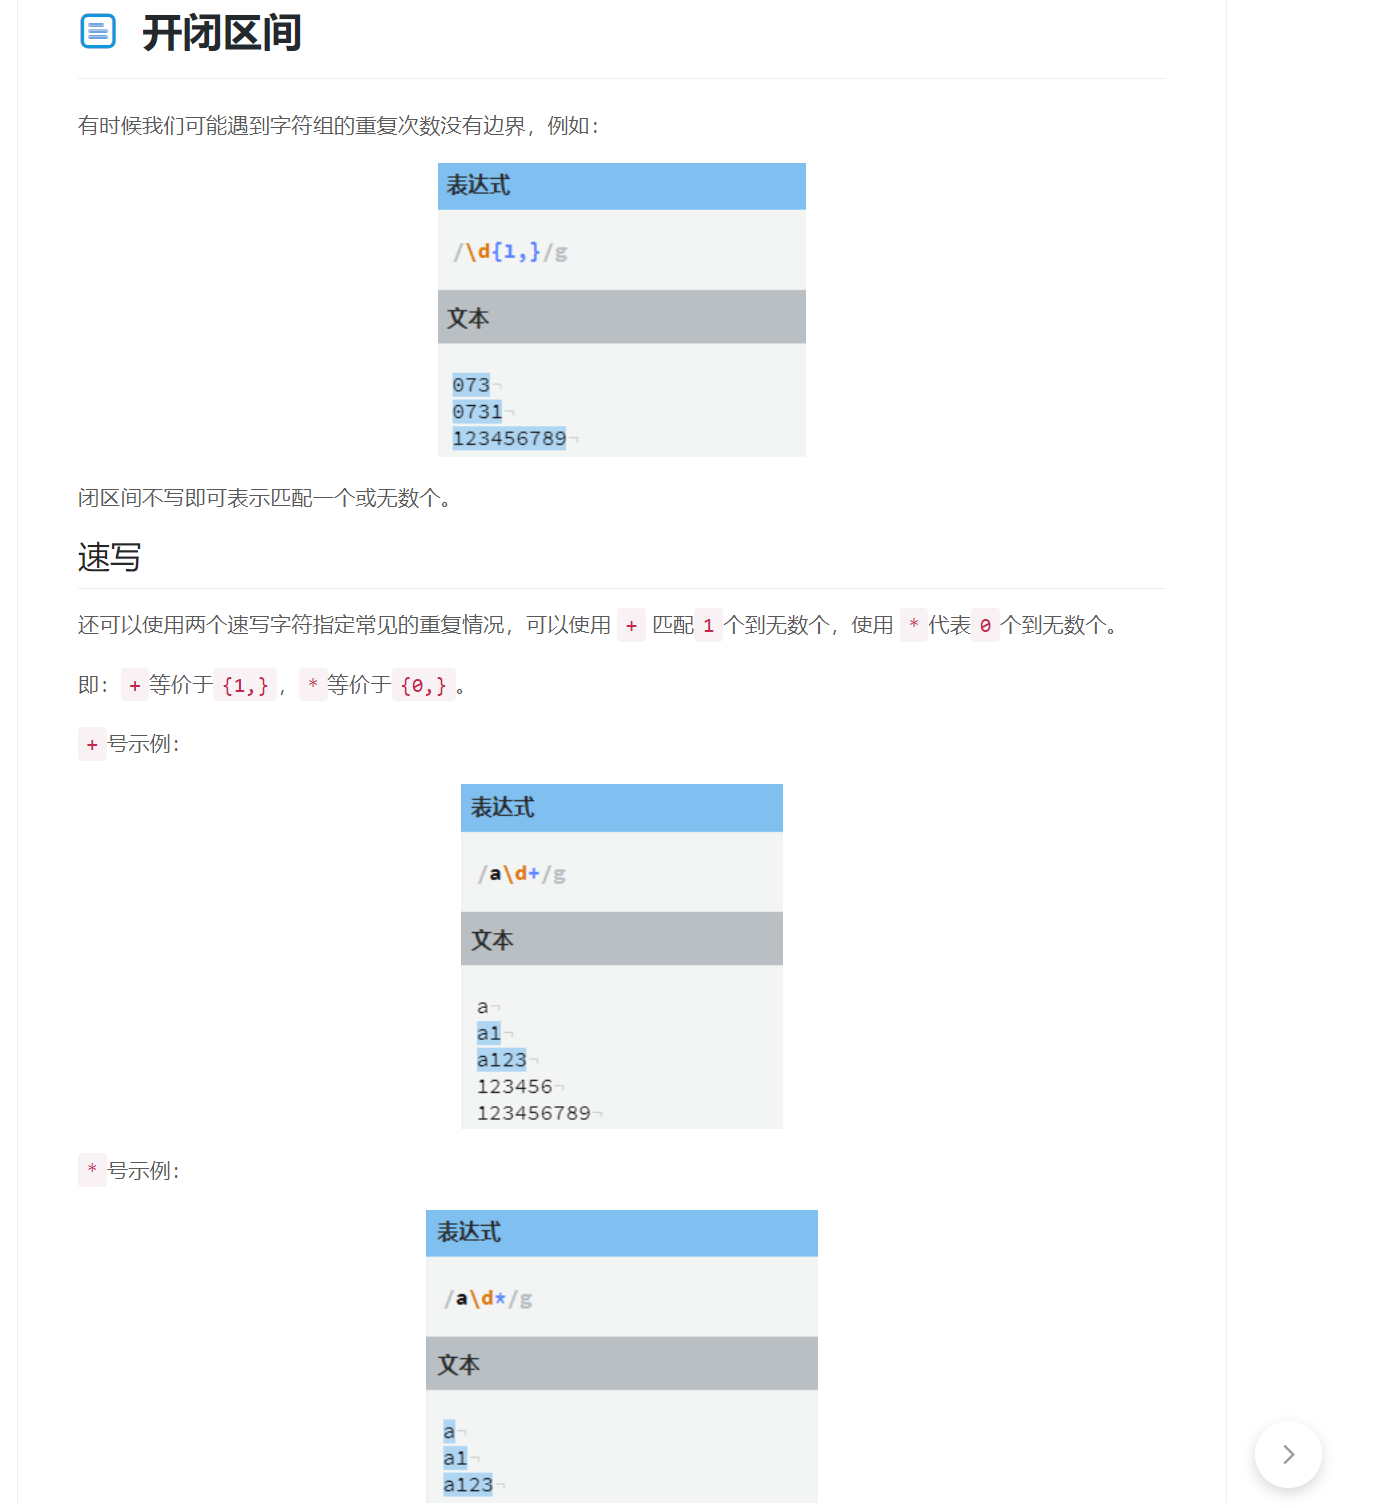 开闭区间
有时候我们可能遇到字符组的重复次数没有边界，例如：
表达式
/\d{1,}/g
文本
073¬
0731¬
123456789¬
闭区间不写即可表示匹配一个或无数个。
速写
还可以使用两个速写字符指定常见的重复情况，可以使用 + 匹配 1 个到无数个，使用 * 代表 0 个到无数个。
即： + 等价于 {1,} ， * 等价于 {0,} 。
+ 号示例：
表达式
/a\d+/g
文本
a¬
a1¬
a123¬
123456¬
123456789¬
* 号示例：
表达式
/a\d*/g
文本
a¬
a1¬
a123¬